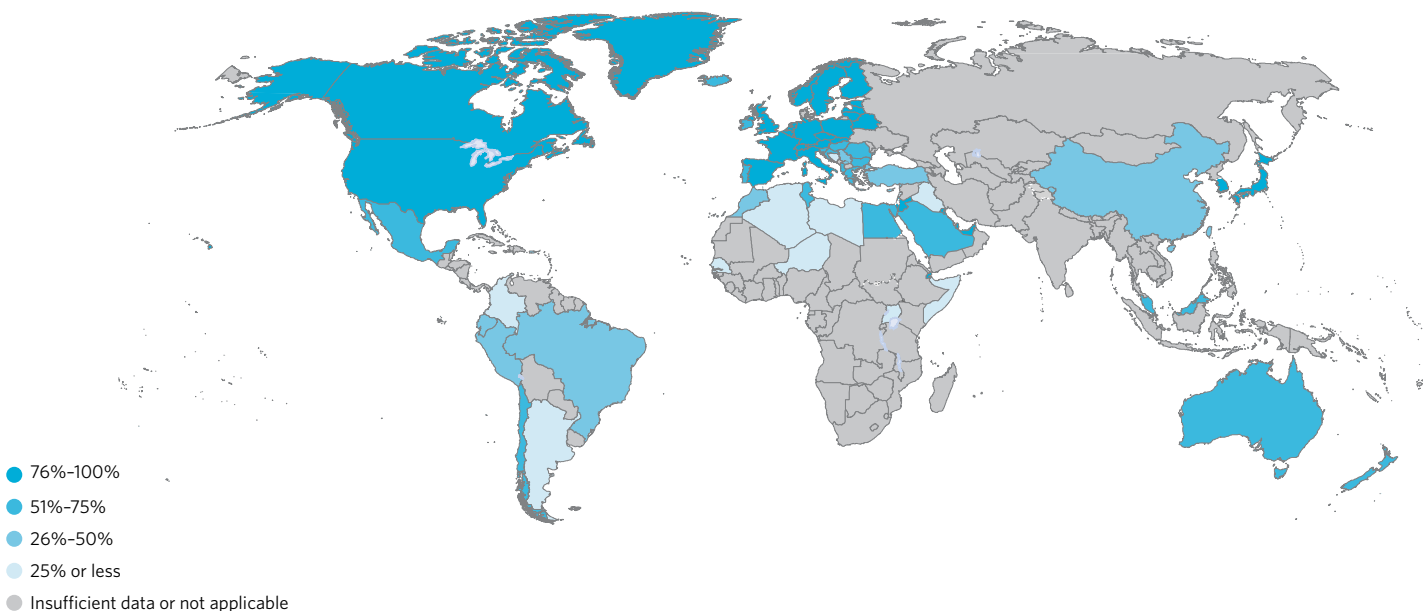 76%–100%
51%–75%
26%–50%
25% or less
Insufficient data or not applicable